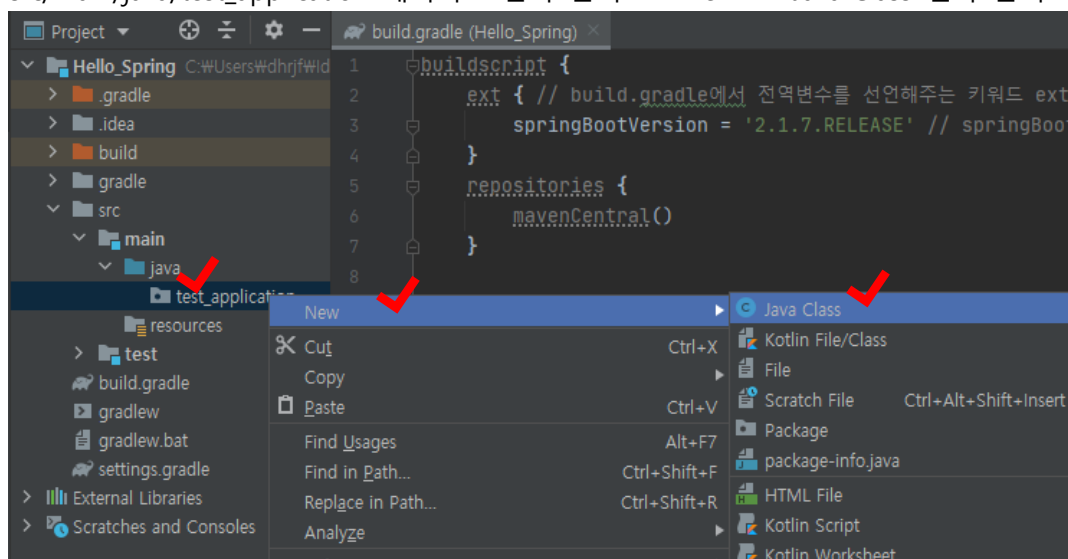 Project
build.gradle (Hello_Spring)
Hello_Spring C:₩Users₩dhrjf₩Id
.gradle
.idea
build
gradle
src
main
java
test_application
resources
test
build.gradle
gradlew
gradlew.bat
settings.gradle
External Libraries
Scratches and Consoles
1 buildscript {
2 ext { // build.gradle에서 전역변수를 선언해주는 키워드 ext
3 springBootVersion = '2.1.7.RELEASE' // springBoot
4 }
5 repositories {
6 mavenCentral()
7 }
8
New
Cut Ctrl+X
Copy
Paste Ctrl+V
Find Usages Alt+F7
Find in Path... Ctrl+Shift+F
Replace in Path... Ctrl+Shift+R
Analyze
Java Class
Kotlin File/Class
File
Scratch File Ctrl+Alt+Shift+Insert
Package
package-info.java
HTML File
Kotlin Script
Kotlin Worksheet